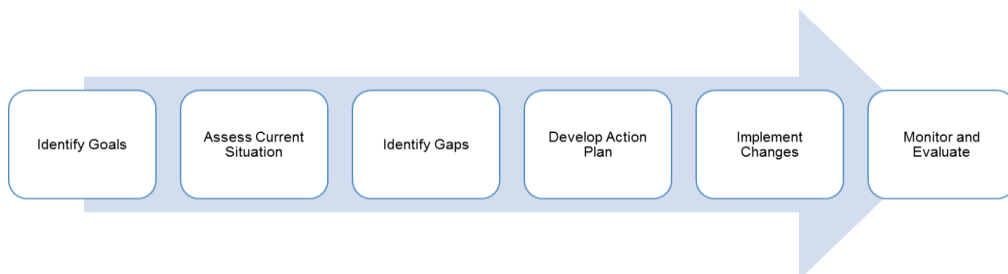 Identify Goals
Assess Current
Situation
Identify Gaps
Develop Action
Plan
Implement
Changes
Monitor and
Evaluate